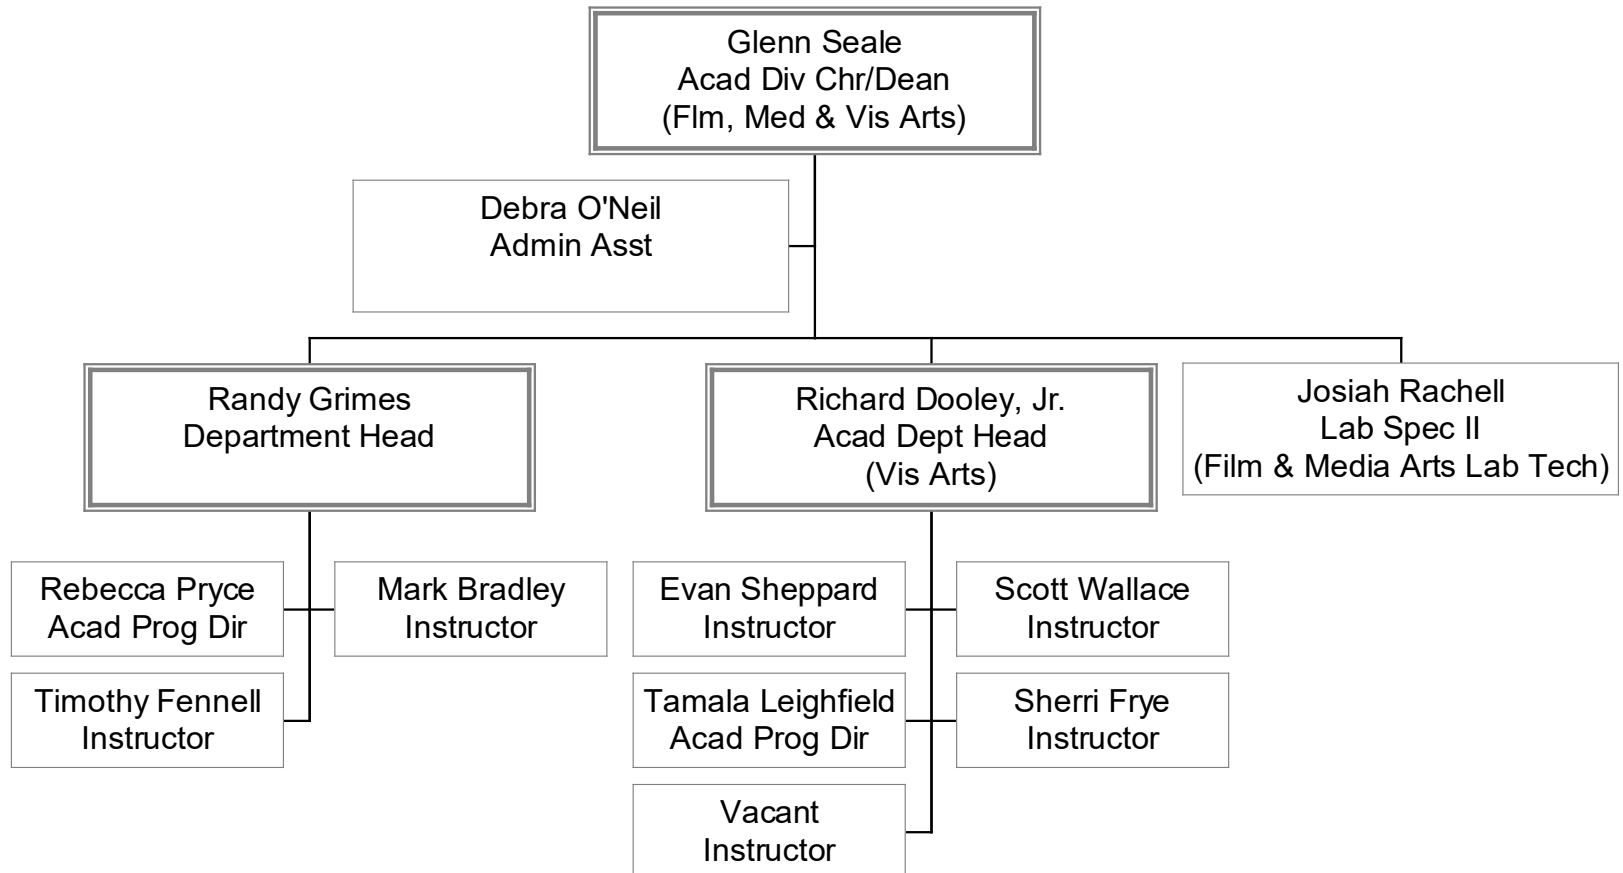 Glenn Seale
Acad Div Chr/Dean
(Flm, Med & Vis Arts)
Debra O'Neil
Admin Asst
Randy Grimes
Department Head
Richard Dooley, Jr.
Acad Dept Head
(Vis Arts)
Josiah Rachell
Lab Spec II
(Film & Media Arts Lab Tech)
Rebecca Pryce
Acad Prog Dir
Mark Bradley
Instructor
Evan Sheppard
Instructor
Scott Wallace
Instructor
Timothy Fennell
Instructor
Tamala Leighfield
Acad Prog Dir
Sherri Frye
Instructor
Vacant
Instructor